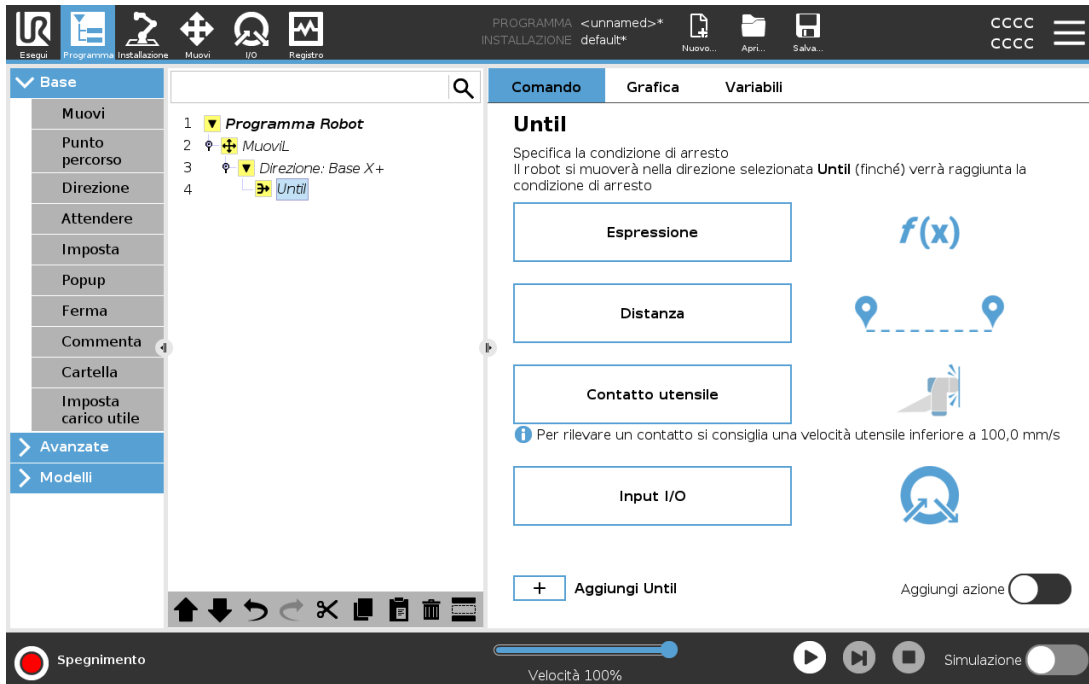 UR
PROGRAMMA <unnamed>*
INSTALLAZIONE default*
Esegui
Programma
Installazione
Muovi
I/O
Registro
Nuovo...
Apri...
Salva...
CCCC
CCCC
Base
Muovi
Punto
percorso
Direzione
Attendere
Imposta
Popup
Ferma
Commenta
Cartella
Imposta
carico utile
Avanzate
Modelli
1 Programma Robot
2 MuoviL
3 Direzione: Base X+
4 Until
Comando Grafica Variabili
Until
Specifica la condizione di arresto
Il robot si muoverà nella direzione selezionata Until (finché) verrà raggiunta la
condizione di arresto
Espressione
f(x)
Distanza
Contatto utensile
Per rilevare un contatto si consiglia una velocità utensile inferiore a 100,0 mm/s
Input I/O
+ Aggiungi Until
Aggiungi azione
Spegnimento
Velocità 100%
Simulazione